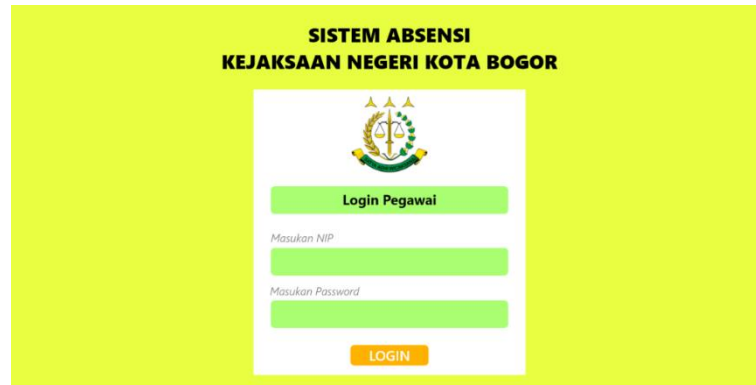 SISTEM ABSENSI
KEJAKSAAN NEGERI KOTA BOGOR
Login Pegawai
Masukan NIP
Masukan Password
LOGIN